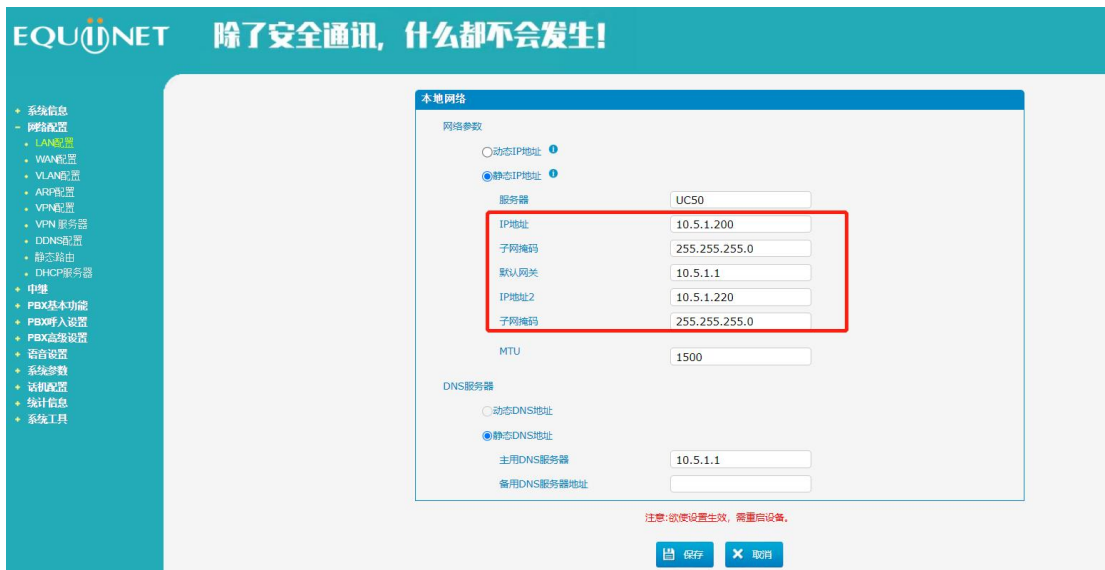 EQUiiNET 除了安全通讯，什么都不会发生！
+ 系统信息
- 网络配置
• LAN配置
• WAN配置
• VLAN配置
• ARP配置
• VPN配置
• VPN 服务器
• DDNS配置
• 静态路由
• DHCP服务器
+ 中继
+ PBX基本功能
+ PBX呼入设置
+ PBX高级设置
+ 语音设置
+ 系统参数
+ 话机配置
+ 统计信息
+ 系统工具
本地网络
网络参数
动态IP地址
静态IP地址
服务器 UC50
IP地址 10.5.1.200
子网掩码 255.255.255.0
默认网关 10.5.1.1
IP地址2 10.5.1.220
子网掩码 255.255.255.0
MTU 1500
DNS服务器
动态DNS地址
静态DNS地址
主用DNS服务器 10.5.1.1
备用DNS服务器地址
注意:欲使设置生效，需重启设备。
保存 取消